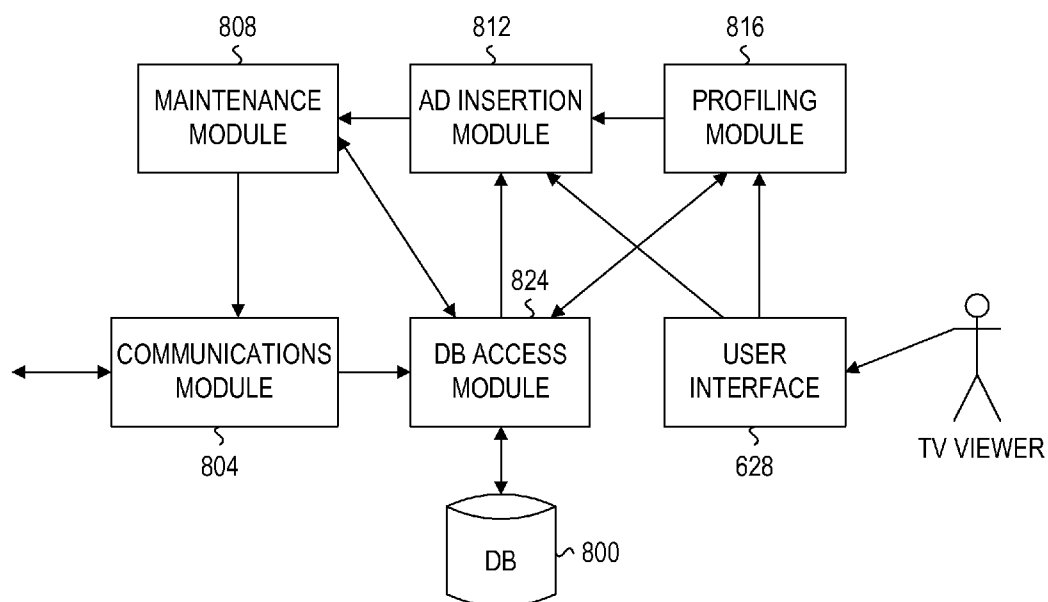 808
812
816
MAINTENANCE
MODULE
AD INSERTION
MODULE
PROFILING
MODULE
824
COMMUNICATIONS
MODULE
DB ACCESS
MODULE
USER
INTERFACE
TV VIEWER
804
628
DB
800